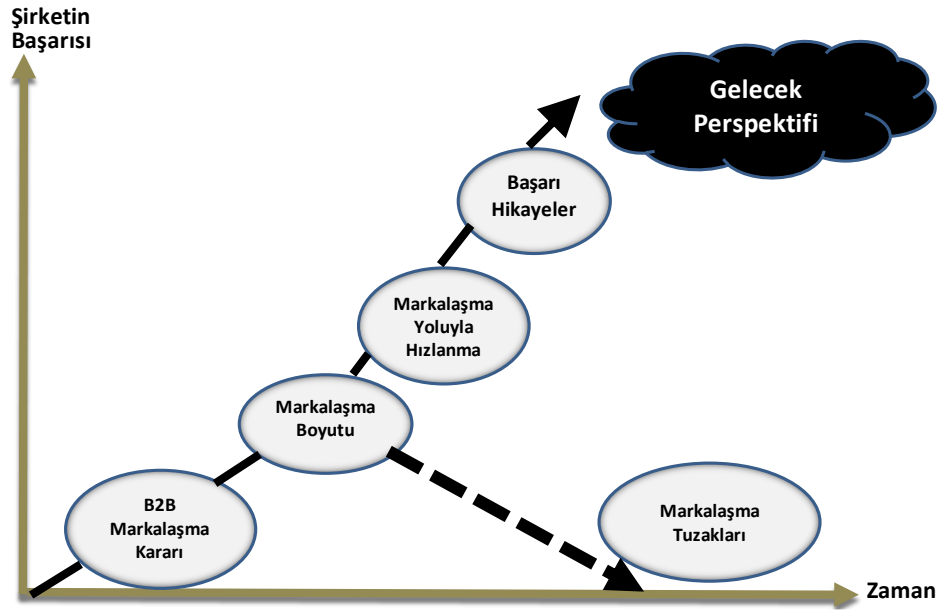 Şirketin
Başarısı
Gelecek
Perspektifi
Başarı
Hikayeler
Markalaşma
Yoluyla
Hızlanma
Markalaşma
Boyutu
B2B
Markalaşma
Kararı
Markalaşma
Tuzakları
Zaman